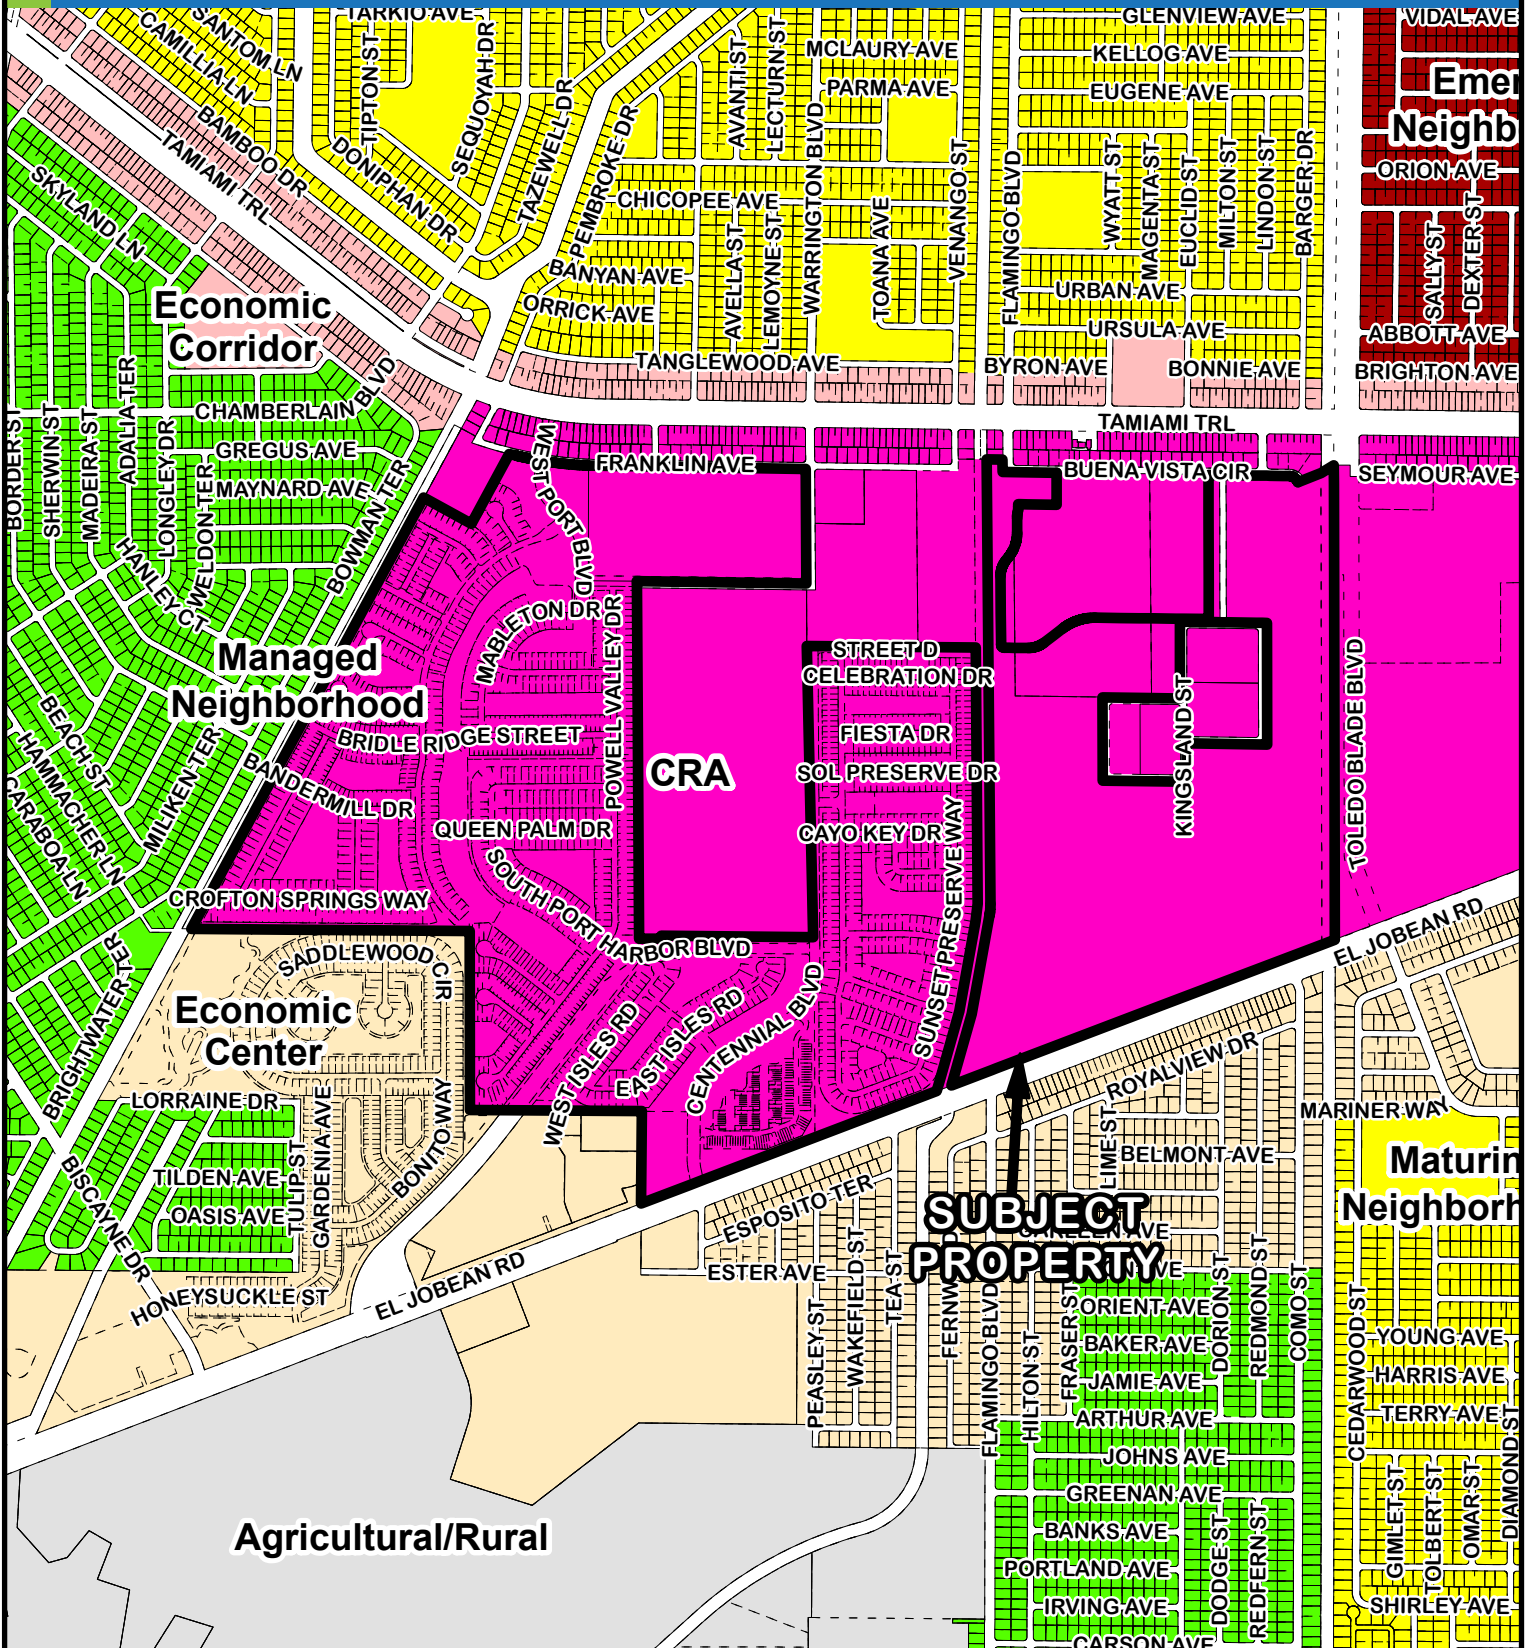 TARKIO AVE
GLENVIEW AVE
VIDAL AVE
SANTOM LN
CAMILLIA LN
TIPTON ST
SEQUOYAH DR
AVANTI ST
LECTURN ST
MCLAURY AVE
KELLOG AVE
PARMA AVE
EUGENE AVE
Emer
Neighb
BAMBOO DR
TAMIAMI TRL
DONIPHAN DR
TAZEWELL DR
PEMBROKE DR
WARRINGTON BLVD
VENANGO ST
FLAMINGO BLVD
WYATT ST
MAGENTA ST
EUCLID ST
MILTON ST
LINDON ST
BARGER DR
ORION AVE
SKYLAND LN
CHICOPEE AVE
TOANA AVE
SALLY ST
DEXTER ST
BANYAN AVE
AVELLA ST
LEMOYNE ST
URBAN AVE
ORRICK AVE
URSULA AVE
ABBOTT AVE
Economic
Corridor
TANGLEWOOD AVE
BYRON AVE
BONNIE AVE
BRIGHTON AVE
CHAMBERLAIN BLVD
TAMIAMI TRL
BORDER ST
SHERWIN ST
MADEIRA ST
ADALIA TER
LONGLEY DR
WELDON TER
GREGUS AVE
MAYNARD AVE
BOWMAN TER
WEST PORT BLVD
FRANKLIN AVE
BUENA VISTA CIR
SEYMOUR AVE
HANLEY CT
MABLETON DR
POWELL VALLEY DR
STREET D
CELEBRATION DR
Managed
Neighborhood
KINGSLAND ST
TOLEDO BLADE BLVD
BEACH ST
HAMMACHER LN
CARABOA LN
MILIKEN TER
BRIDLE RIDGE STREET
BANDERMILL DR
CRA
FIESTA DR
SOL PRESERVE DR
QUEEN PALM DR
CAYO KEY DR
SOUTH PORT HARBOR BLVD
SUNSET PRESERVE WAY
CROFTON SPRINGS WAY
EL JOBEAN RD
BRIGHTWATER TER
SADDLEWOOD CIR
Economic
Center
WEST ISLES RD
EAST ISLES RD
CENTENNIAL BLVD
ROYALVIEW DR
LORRAINE DR
GARDENIA AVE
BONITO WAY
LIME ST
MARINER WAY
BISCAYNE DR
TILDEN AVE
TULIP ST
OASIS AVE
BELMONT AVE
Maturin
Neighborh
ESPOSITO TER
SUBJECT
PROPERTY
ESTER AVE
HONEYSUCKLE ST
EL JOBEAN RD
PEASLEY ST
WAKEFIELD ST
TEA ST
FLAMINGO BLVD
HILTON ST
FRASER ST
ORIENT AVE
DORION ST
REDMOND ST
COMO ST
CEDARWOOD ST
BAKER AVE
YOUNG AVE
JAMIE AVE
HARRIS AVE
ARTHUR AVE
TERRY AVE
JOHNS AVE
GREENAN AVE
GIMLET ST
TOLBERT ST
OMAR ST
DIAMOND ST
Agricultural/Rural
BANKS AVE
DODGE ST
REDFERN ST
PORTLAND AVE
IRVING AVE
SHIRLEY AVE
CARSON AVE